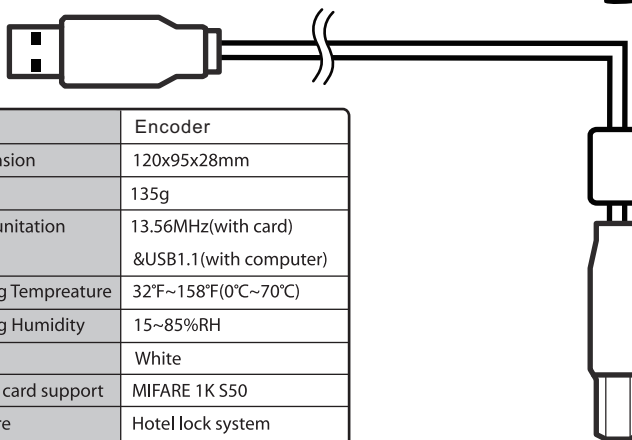 Encoder
nsion 120x95x28mm
135g
unitation 13.56MHz(with card)
&USB1.1(with computer)
g Tempreature 32°F~158°F(0°C~70°C)
g Humidity 15~85%RH
White
card support MIFARE 1K S50
re Hotel lock system